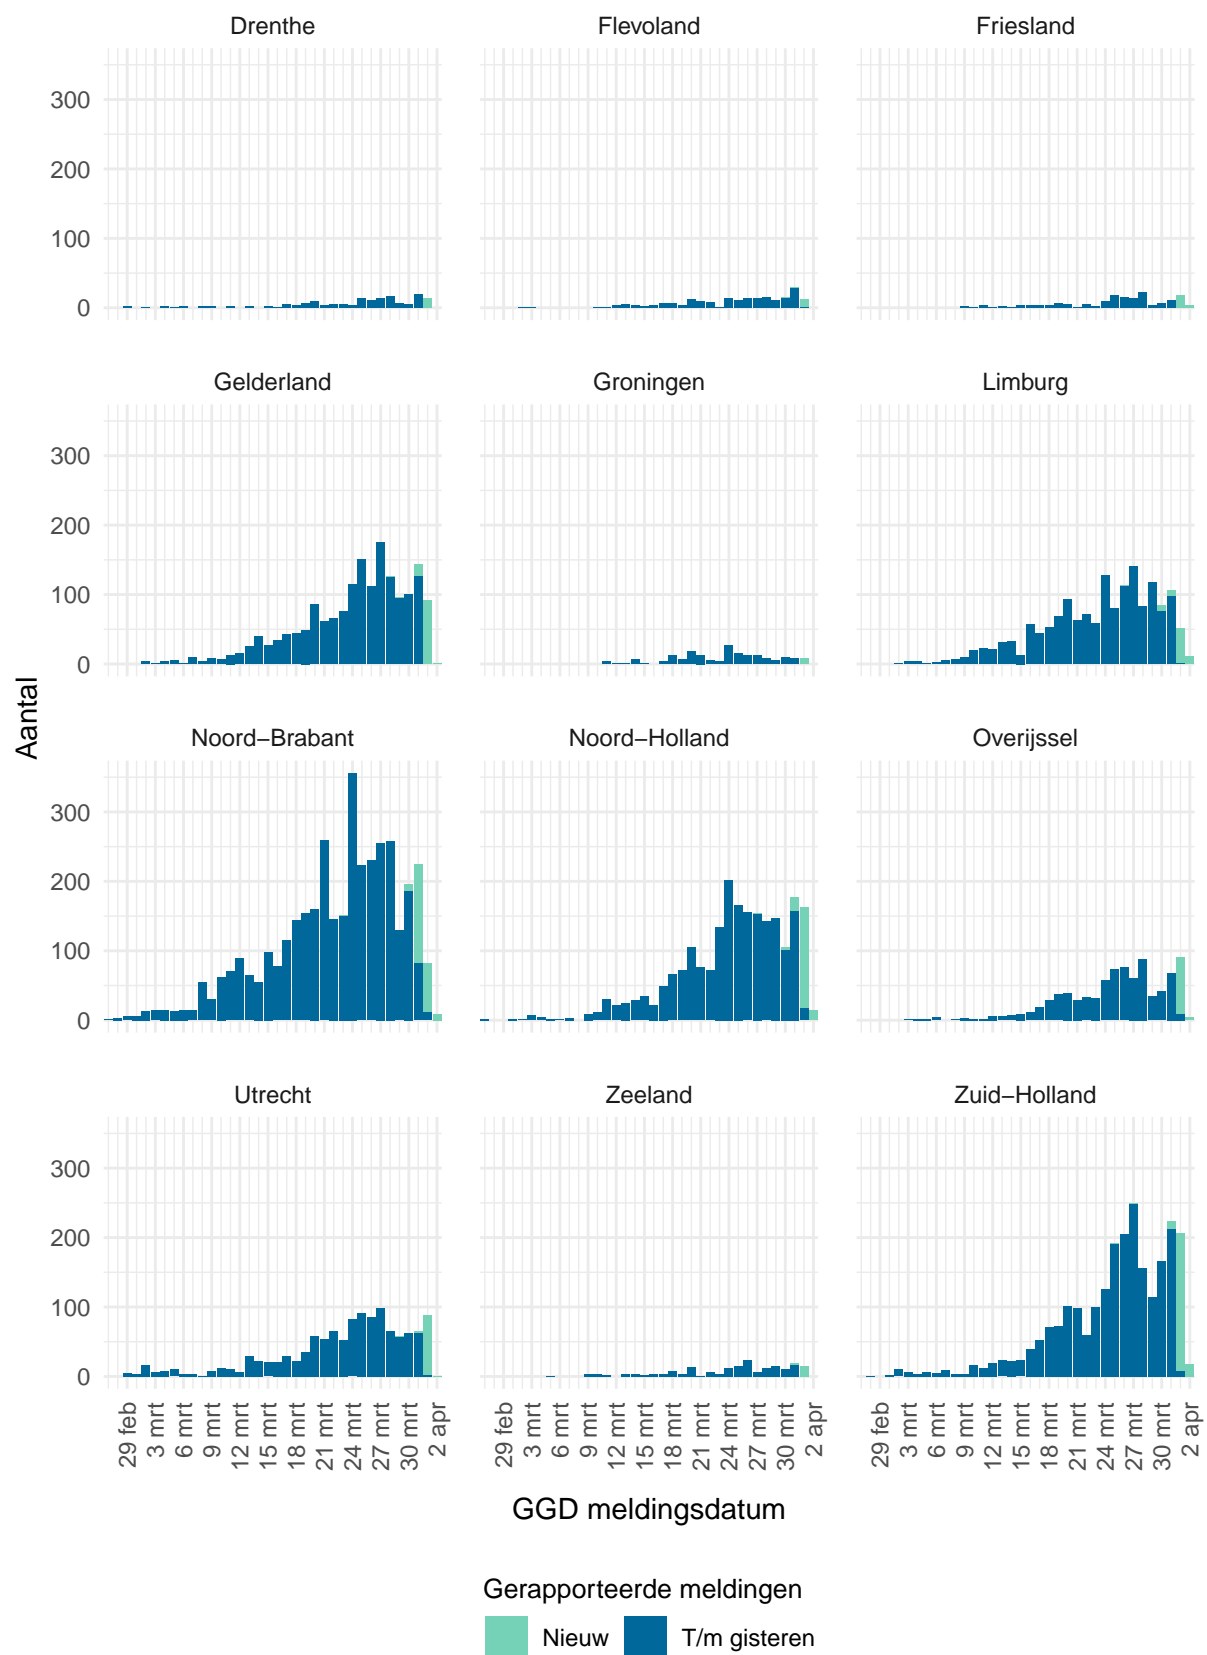 Drenthe Flevoland Friesland
300
200
100
0
Gelderland Groningen Limburg
300
200
100
0
Aantal
Noord−Brabant Noord−Holland Overijssel
300
200
100
0
Utrecht Zeeland Zuid−Holland
300
200
100
0
29 feb 3 mrt 6 mrt 9 mrt 12 mrt 15 mrt 18 mrt 21 mrt 24 mrt 27 mrt 30 mrt 2 apr 29 feb 3 mrt 6 mrt 9 mrt 12 mrt 15 mrt 18 mrt 21 mrt 24 mrt 27 mrt 30 mrt 2 apr 29 feb 3 mrt 6 mrt 9 mrt 12 mrt 15 mrt 18 mrt 21 mrt 24 mrt 27 mrt 30 mrt 2 apr
GGD meldingsdatum
Gerapporteerde meldingen
Nieuw T/m gisteren